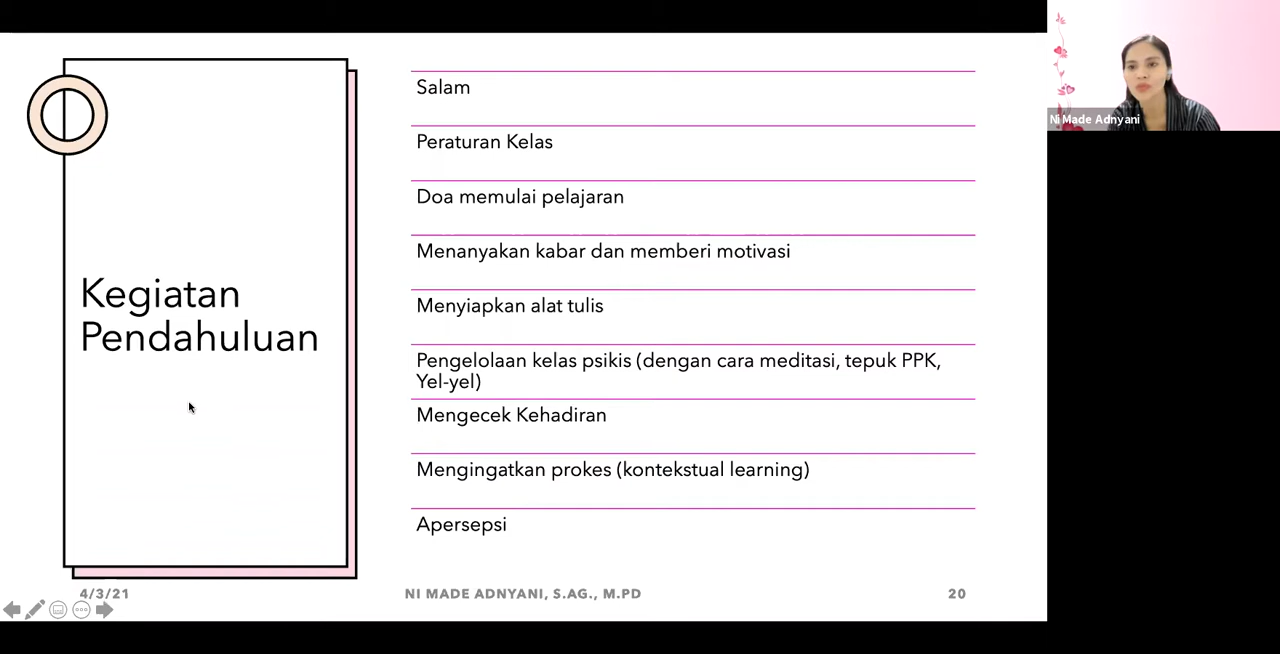 Kegiatan
Pendahuluan
Salam
Peraturan Kelas
Doa memulai pelajaran
Menanyakan kabar dan memberi motivasi
Menyiapkan alat tulis
Pengelolaan kelas psikis (dengan cara meditasi, tepuk PPK,
Yel-yel)
Mengecek Kehadiran
Mengingatkan prokes (kontekstual learning)
Apersepsi
4/3/21
NI MADE ADNYANI, S.AG., M.PD
20
Ni Made Adnyani